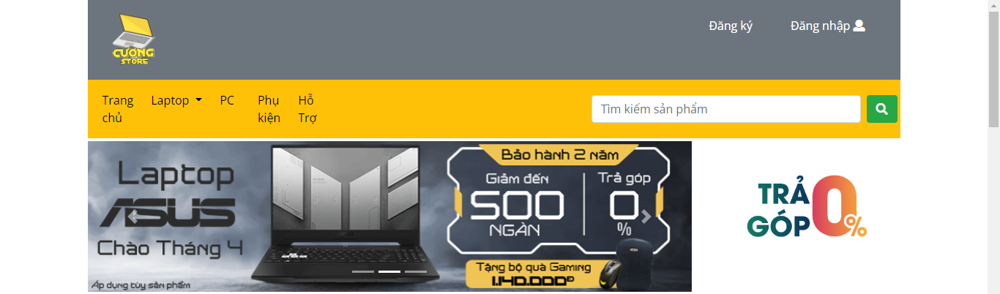 CƯỜNG
STORE
Đăng ký
Đăng nhập
Trang
chủ
Laptop
PC
Phụ
kiện
Hỗ
Trợ
Tìm kiếm sản phẩm
Laptop
ASUS
Chào Tháng 4
Áp dụng tùy sản phẩm
Bảo hành 2 năm
Giảm đến
500
NGÀN
Trả góp
0
%
Tặng bộ quà Gaming
1.140.000Đ
TRẢ
GÓP 0%